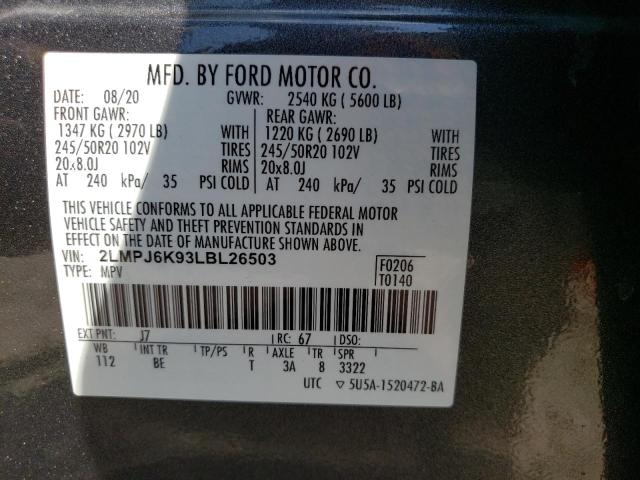 MFD. BY FORD MOTOR CO.
DATE: 08/20 GVWR: 2540 KG ( 5600 LB)
FRONT GAWR: REAR GAWR:
1347 KG ( 2970 LB) WITH 1220 KG ( 2690 LB) WITH
245/50R20 102V TIRES 245/50R20 102V TIRES
20x8.0J RIMS 20x8.0J RIMS
AT 240 kPa/ 35 PSI COLD AT 240 kPa/ 35 PSI COLD
THIS VEHICLE CONFORMS TO ALL APPLICABLE FEDERAL MOTOR
VEHICLE SAFETY AND THEFT PREVENTION STANDARDS IN
EFFECT ON THE DATE OF MANUFACTURE SHOWN ABOVE.
VIN: 2LMPJ6K93LBL26503 F0206
TYPE: MPV T0140
EXT PNT: J7 RC: 67 DSO:
WB INT TR TP/PS R AXLE TR SPR
112 BE T 3A 8 3322
UTC ▽ 5U5A-1520472-BA